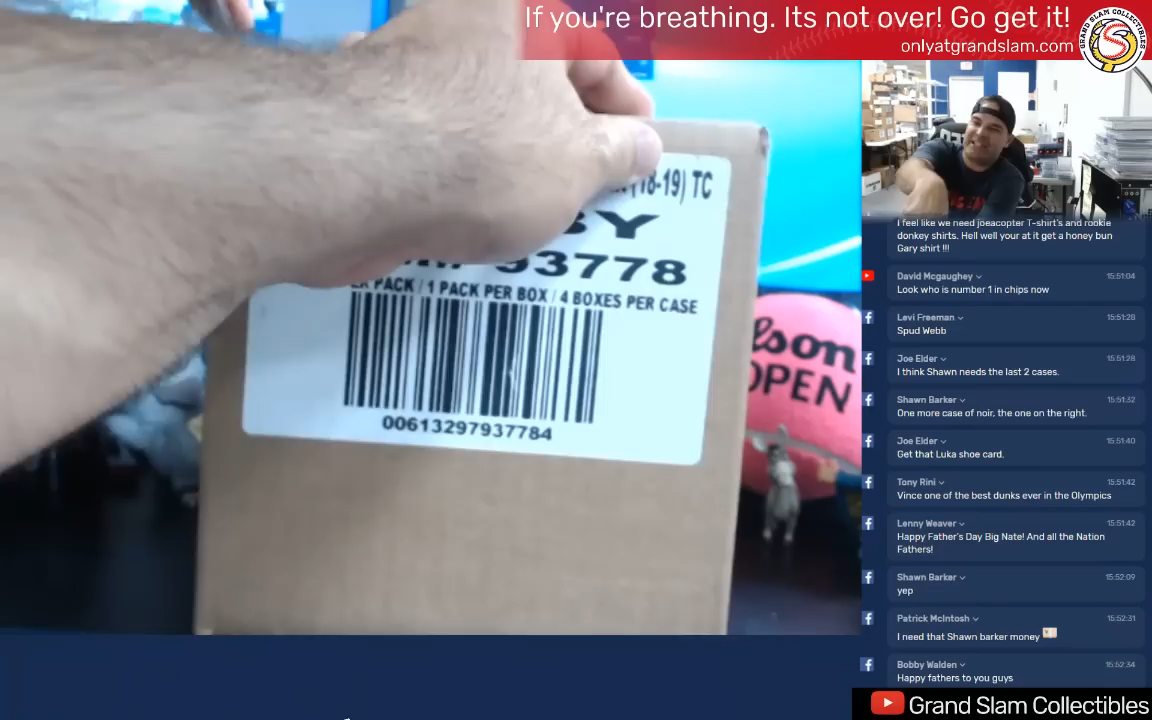 If you're breathing. Its not over! Go get it!
onlyatgrandslam.com
GRAND SLAM COLLECTIBLES
S
(18-19) TC
33778
PACK / 1 PACK PER BOX / 4 BOXES PER CASE
00613297937784
OPEN
I feel like we need joeacopter T-shirt's and rookie
donkey shirts. Hell well your at it get a honey bun
Gary shirt !!!
David Mcgaughey 15:51:04
Look who is number 1 in chips now
Levi Freeman 15:51:28
Spud Webb
Joe Elder 15:51:28
I think Shawn needs the last 2 cases.
Shawn Barker 15:51:32
One more case of noir, the one on the right.
Joe Elder 15:51:40
Get that Luka shoe card.
Tony Rini 15:51:42
Vince one of the best dunks ever in the Olympics
Lenny Weaver 15:51:42
Happy Father's Day Big Nate! And all the Nation
Fathers!
Shawn Barker 15:52:09
yep
Patrick McIntosh 15:52:31
I need that Shawn barker money
Bobby Walden 15:52:34
Happy fathers to you guys
Grand Slam Collectibles